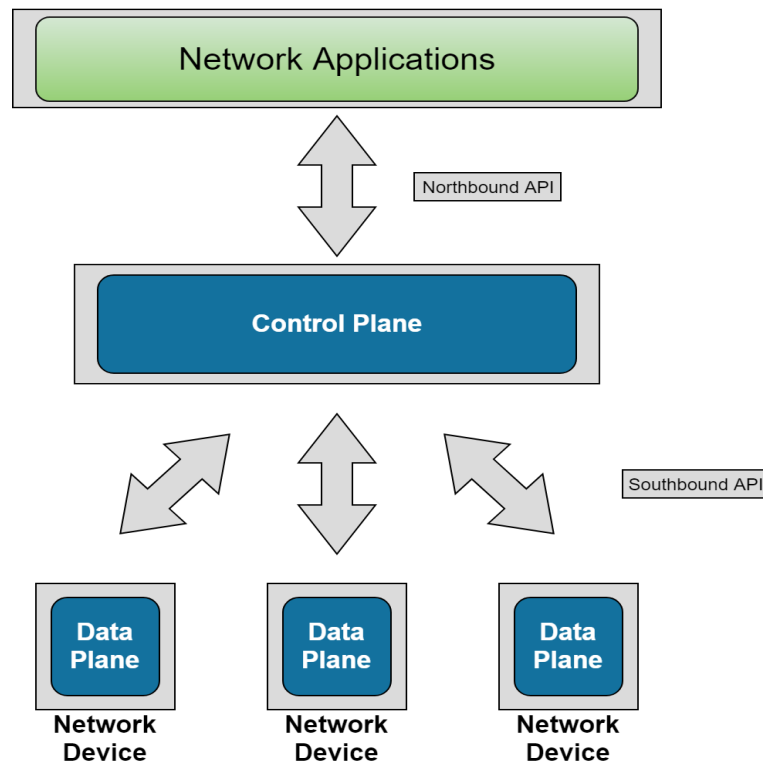 Network Applications
Northbound API
Control Plane
Southbound API
Data
Plane
Network
Device
Data
Plane
Network
Device
Data
Plane
Network
Device